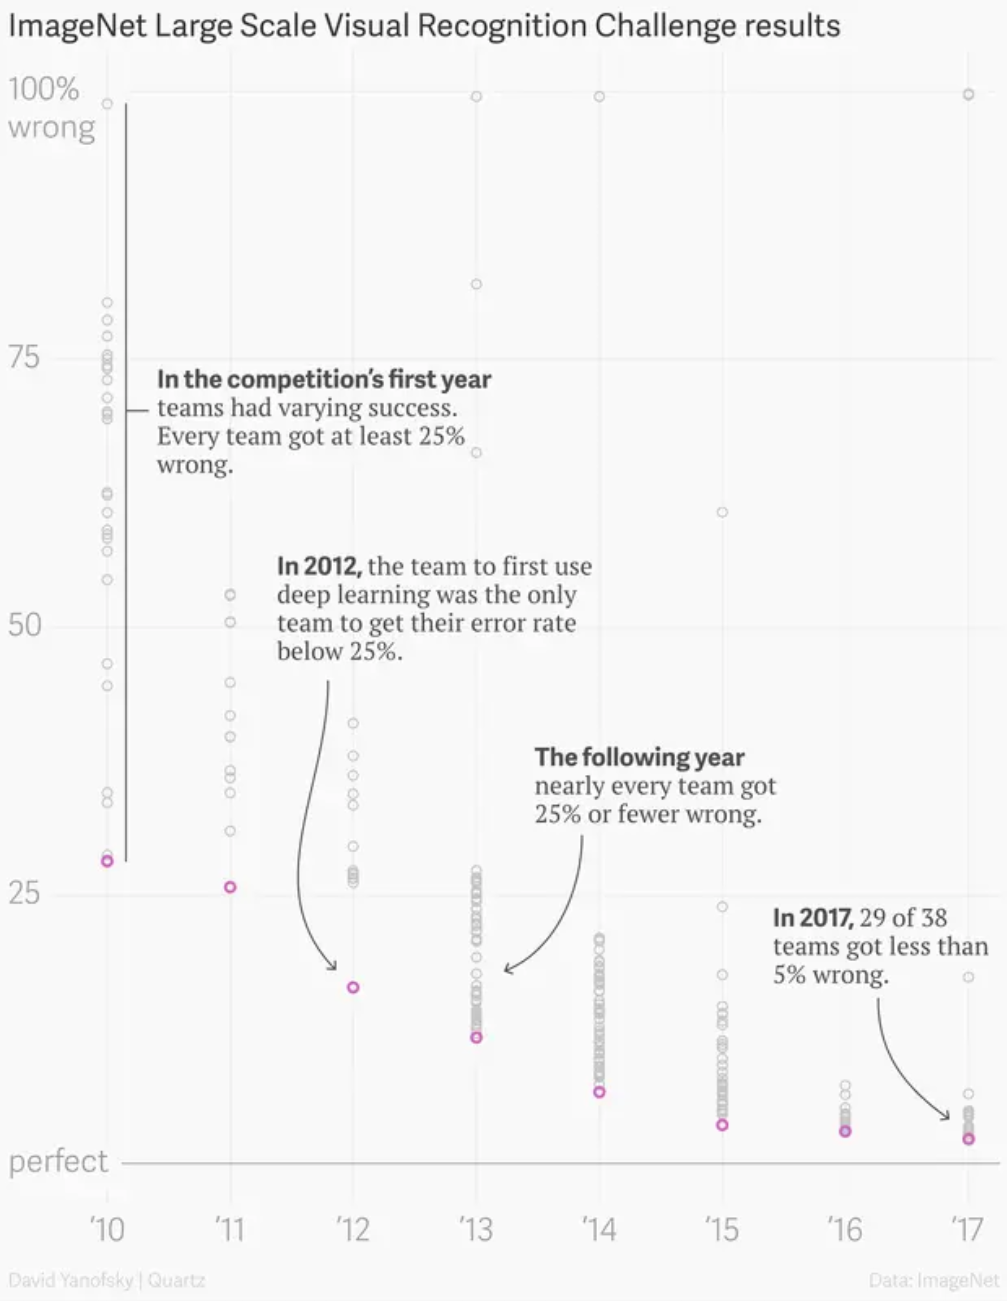 ImageNet Large Scale Visual Recognition Challenge results
100%
wrong
75
In the competition’s first year
teams had varying success.
Every team got at least 25%
wrong.
In 2012, the team to first use
deep learning was the only
team to get their error rate
below 25%.
50
The following year
nearly every team got
25% or fewer wrong.
25
In 2017, 29 of 38
teams got less than
5% wrong.
perfect
’10 ’11 ’12 ’13 ’14 ’15 ’16 ’17
David Yanofsky | Quartz
Data: ImageNet